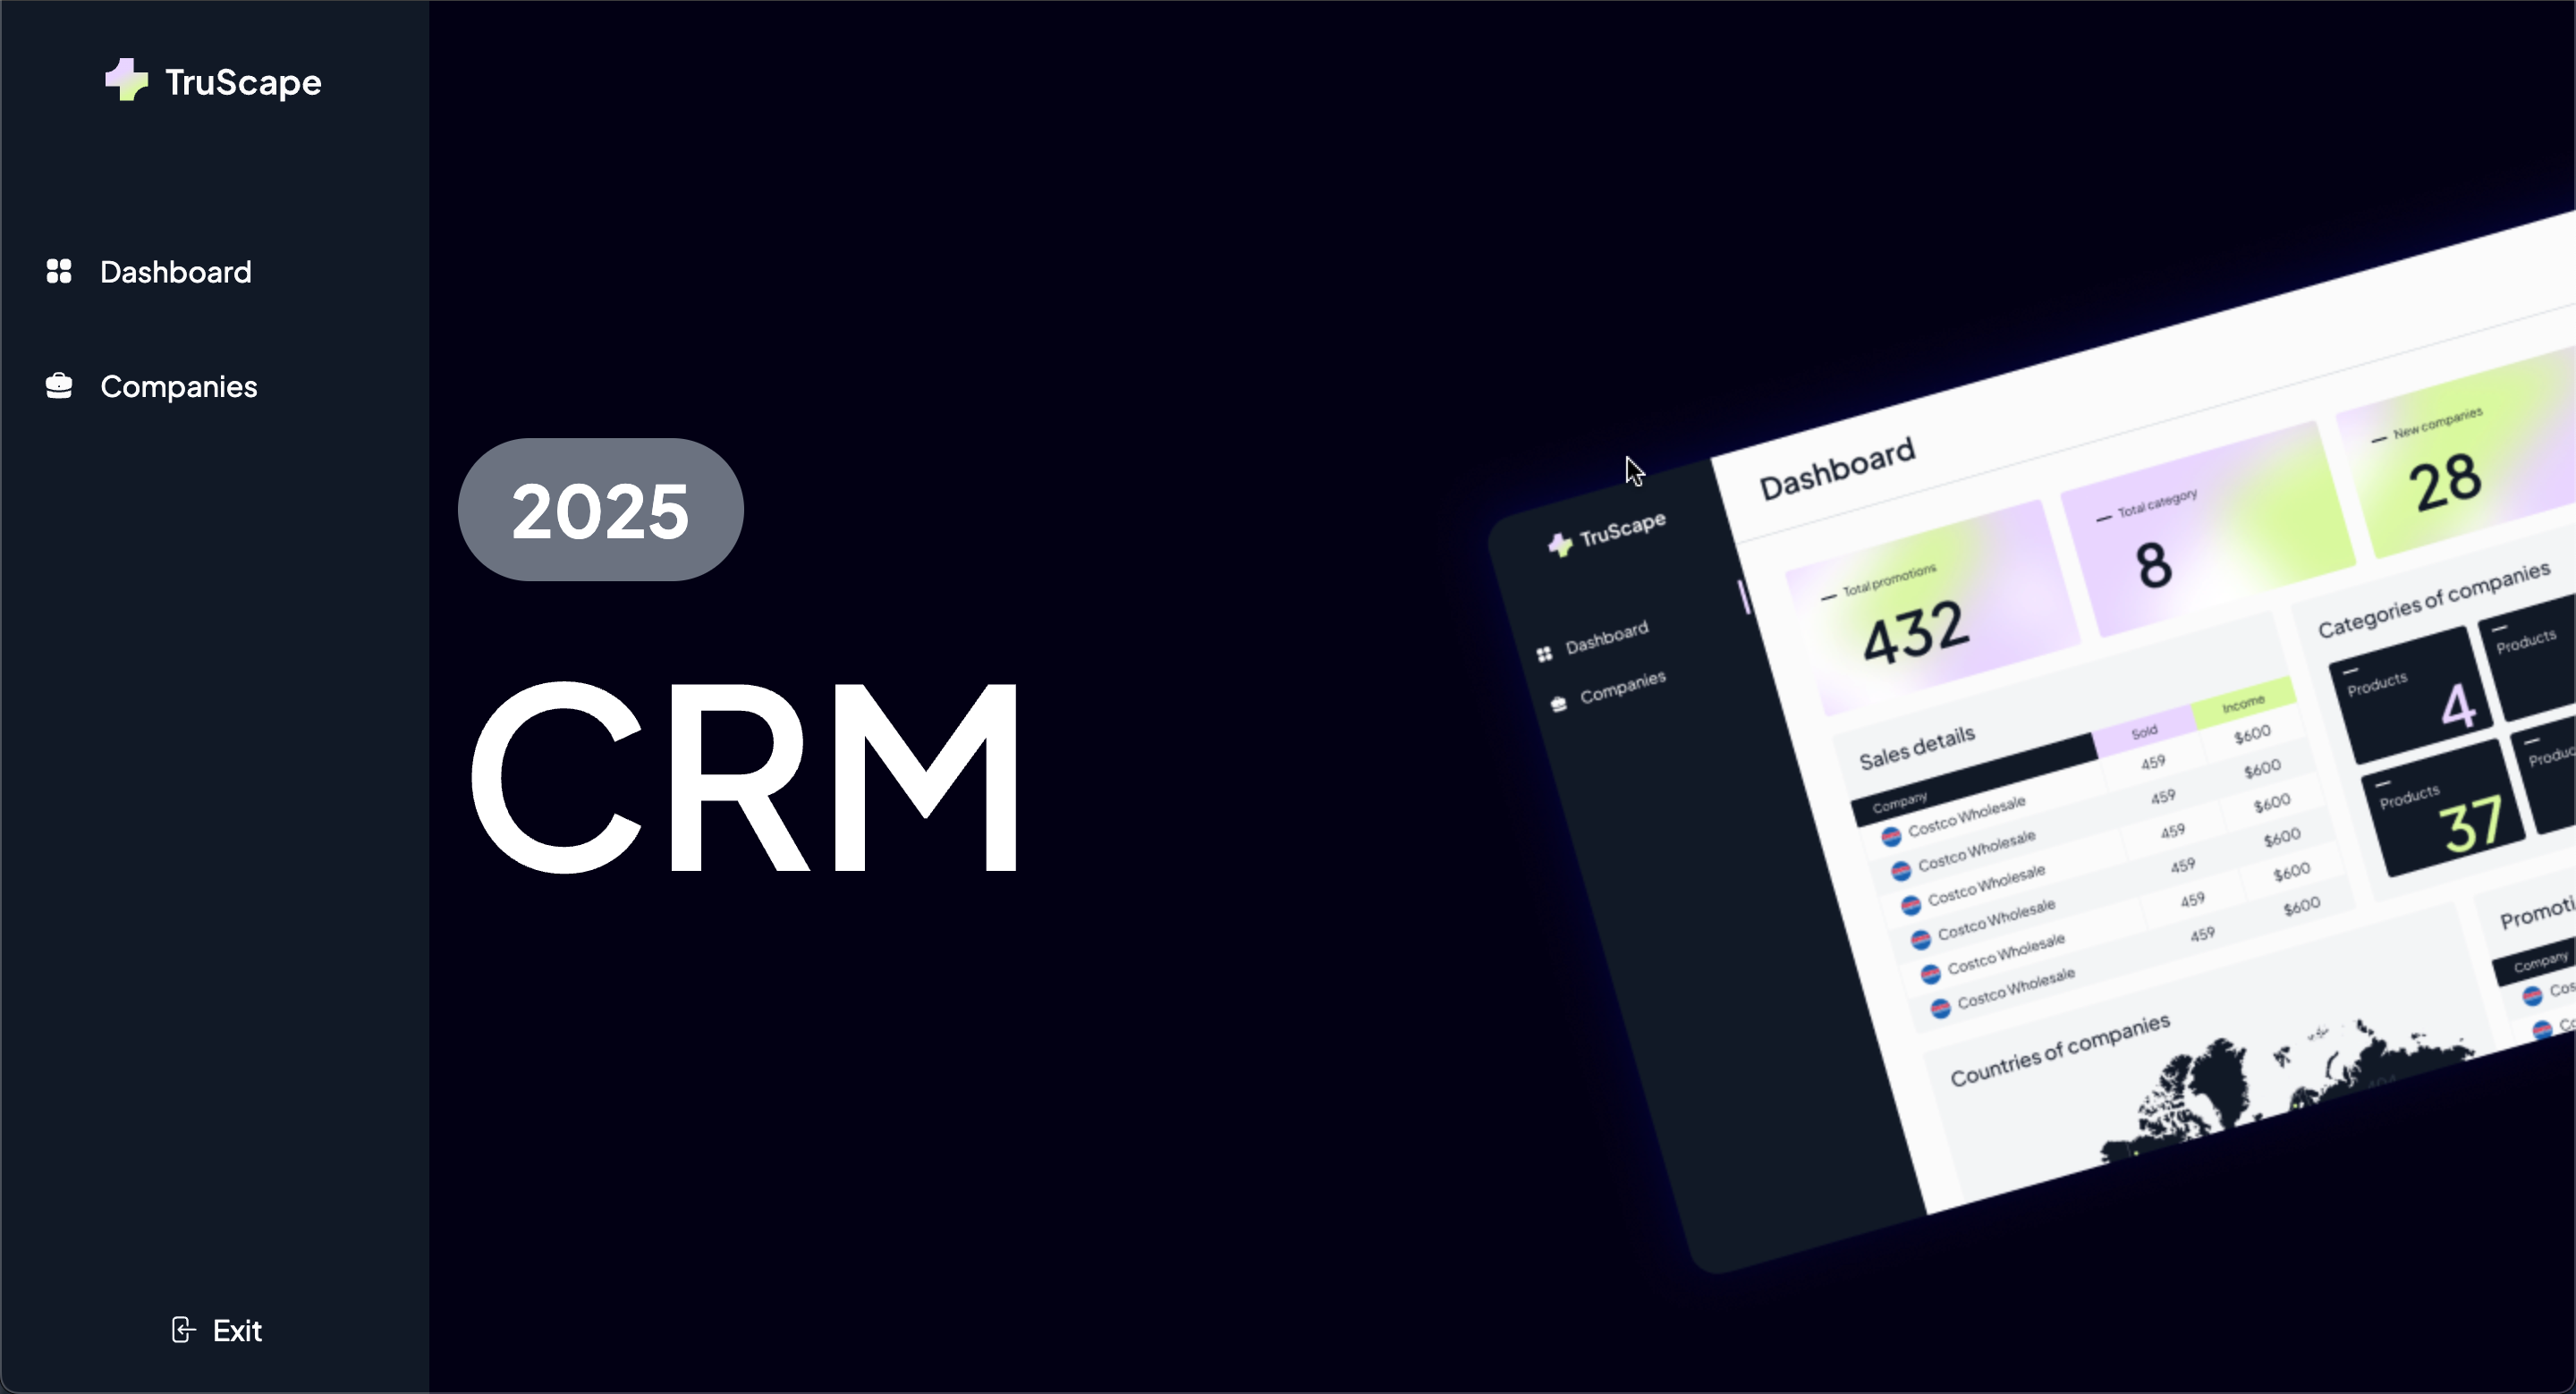 TruScape
Dashboard
Companies
Exit
2025
CRM
TruScape
Dashboard
Companies
Dashboard
Total promotions
432
Total category
8
New companies
28
Sales details
Company Sold Income
Costco Wholesale 459 $600
Costco Wholesale 459 $600
Costco Wholesale 459 $600
Costco Wholesale 459 $600
Costco Wholesale 459 $600
Costco Wholesale 459 $600
Categories of companies
Products
4
Products
Products
37
Produc
Countries of companies
Promoti
Company
Cos
Co